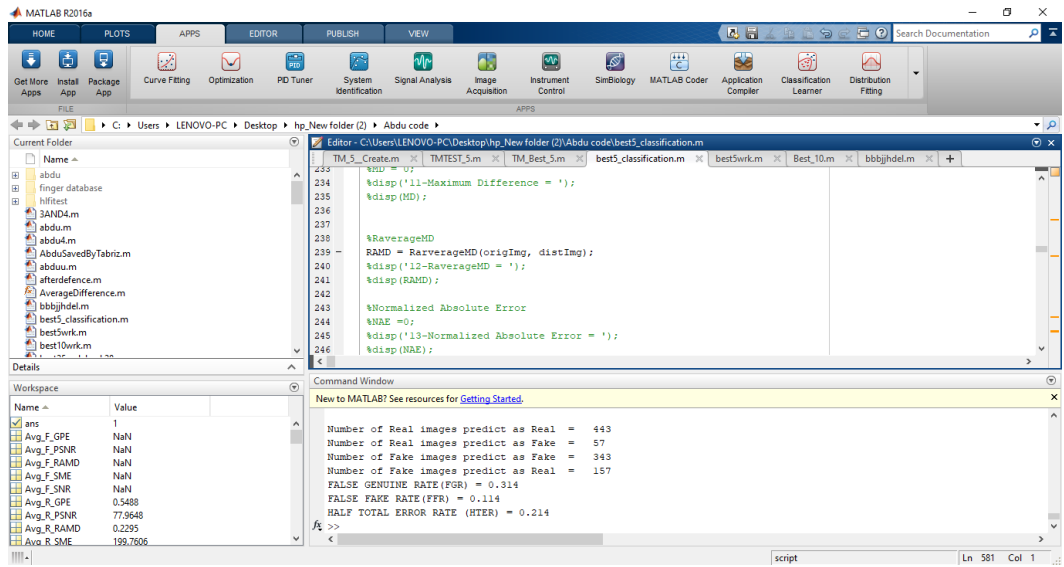 MATLAB R2016a
HOME PLOTS APPS EDITOR PUBLISH VIEW
Search Documentation
Get More Apps
Install App
Package App
Curve Fitting
Optimization
PID Tuner
System Identification
Signal Analysis
Image Acquisition
Instrument Control
SimBiology
MATLAB Coder
Application Compiler
Classification Learner
Distribution Fitting
FILE
APPS
C: Users LENOVO-PC Desktop hp_New folder (2) Abdu code
Current Folder
Name
abdu
finger database
hlfitest
3AND4.m
abdu.m
abdu4.m
AbduSavedByTabriz.m
abduu.m
afterdefence.m
AverageDifference.m
bbbjjhdel.m
best5_classification.m
best5wrk.m
best10wrk.m
Details
Workspace
Name Value
ans 1
Avg_F_GPE NaN
Avg_F_PSNR NaN
Avg_F_RAMD NaN
Avg_F_SME NaN
Avg_F_SNR NaN
Avg_R_GPE 0.5488
Avg_R_PSNR 77.9648
Avg_R_RAMD 0.2295
Avg_R_SME 199.7606
Editor - C:\Users\LENOVO-PC\Desktop\hp_New folder (2)\Abdu code\best5_classification.m
TM_5__Create.m TMTEST_5.m TM_Best_5.m best5_classification.m best5wrk.m Best_10.m bbbjjhdel.m
233 %MD = 0;
234 %disp('11-Maximum Difference = ');
235 %disp(MD);
236
237
238 %RaverageMD
239 – RAMD = RarverageMD(origImg, distImg);
240 %disp('12-RaverageMD = ');
241 %disp(RAMD);
242
243 %Normalized Absolute Error
244 %NAE =0;
245 %disp('13-Normalized Absolute Error = ');
246 %disp(NAE);
Command Window
New to MATLAB? See resources for Getting Started.
Number of Real images predict as Real = 443
Number of Real images predict as Fake = 57
Number of Fake images predict as Fake = 343
Number of Fake images predict as Real = 157
FALSE GENUINE RATE(FGR) = 0.314
FALSE FAKE RATE(FFR) = 0.114
HALF TOTAL ERROR RATE (HTER) = 0.214
fx >>
script
Ln 581 Col 1